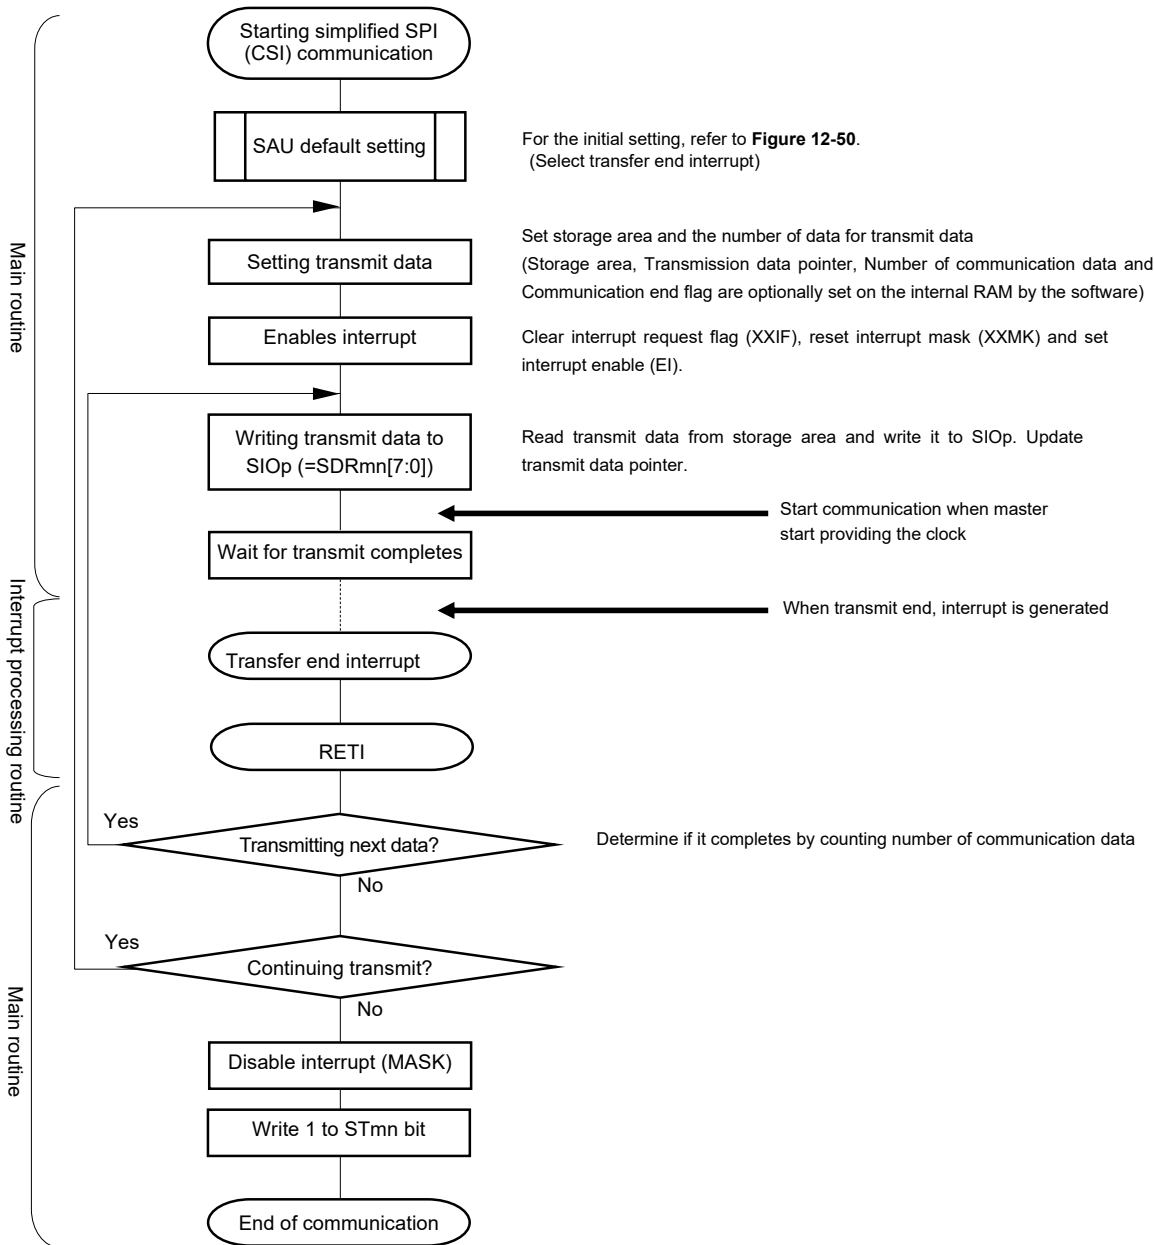 Starting simplified SPI
(CSI) communication
SAU default setting
For the initial setting, refer to Figure 12-50.
(Select transfer end interrupt)
Main routine
Setting transmit data
Set storage area and the number of data for transmit data
(Storage area, Transmission data pointer, Number of communication data and
Communication end flag are optionally set on the internal RAM by the software)
Enables interrupt
Clear interrupt request flag (XXIF), reset interrupt mask (XXMK) and set
interrupt enable (EI).
Writing transmit data to
SIOp (=SDRmn[7:0])
Read transmit data from storage area and write it to SIOp. Update
transmit data pointer.
Start communication when master
start providing the clock
Wait for transmit completes
Interrupt processing routine
When transmit end, interrupt is generated
Transfer end interrupt
RETI
Yes
Transmitting next data?
Determine if it completes by counting number of communication data
No
Yes
Continuing transmit?
No
Main routine
Disable interrupt (MASK)
Write 1 to STmn bit
End of communication